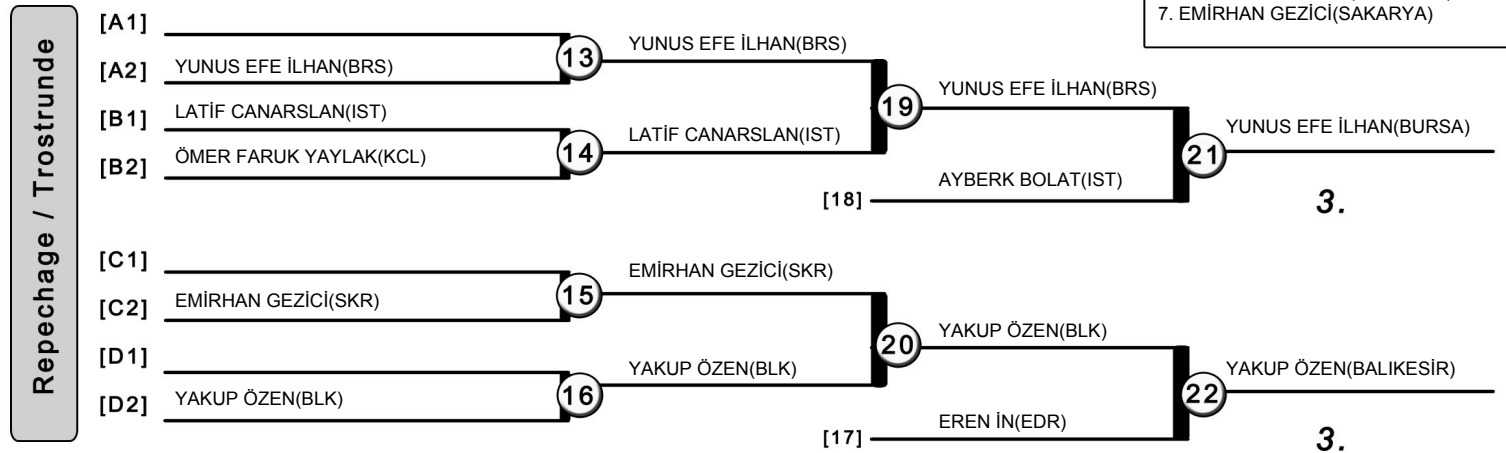 7. EMİRHAN GEZİCİ(SAKARYA)
Repechage / Trostrunde
[A1]
[A2] YUNUS EFE İLHAN(BRS)
13
YUNUS EFE İLHAN(BRS)
[B1] LATİF CANARSLAN(IST)
[B2] ÖMER FARUK YAYLAK(KCL)
14
LATİF CANARSLAN(IST)
19
YUNUS EFE İLHAN(BRS)
[18] AYBERK BOLAT(IST)
21
YUNUS EFE İLHAN(BURSA)
3.
[C1]
[C2] EMİRHAN GEZİCİ(SKR)
15
EMİRHAN GEZİCİ(SKR)
[D1]
[D2] YAKUP ÖZEN(BLK)
16
YAKUP ÖZEN(BLK)
20
YAKUP ÖZEN(BLK)
[17] EREN İN(EDR)
22
YAKUP ÖZEN(BALIKESİR)
3.